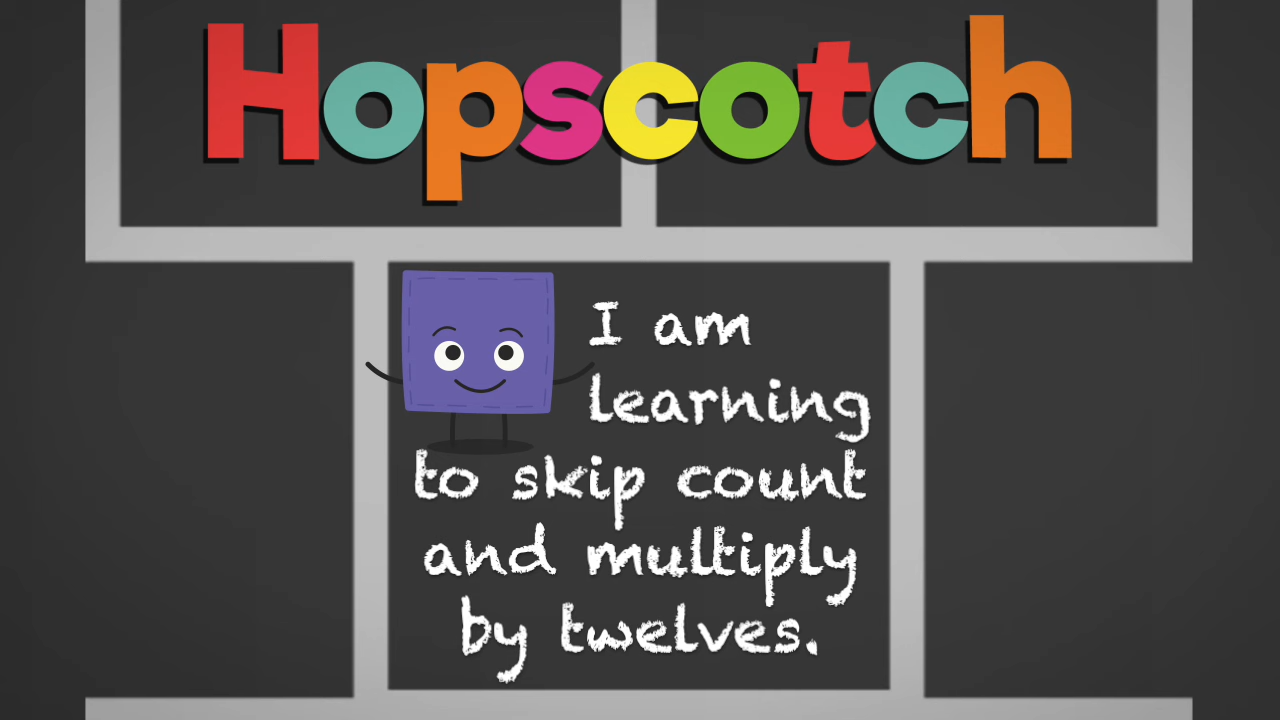 Hopscotch
I am
learning
to skip count
and multiply
by twelves.